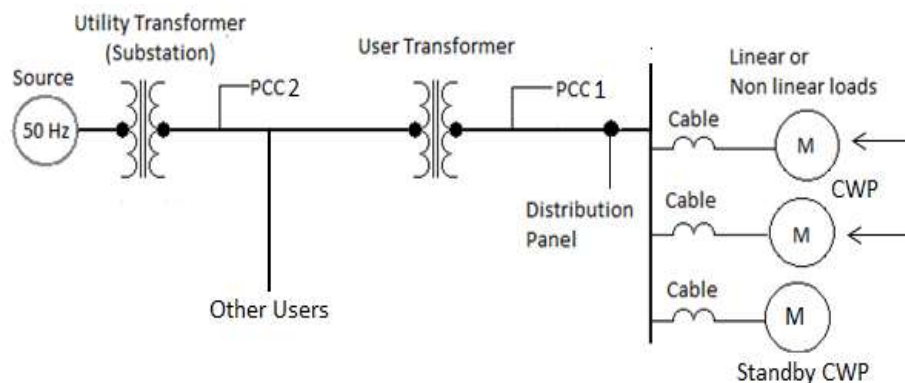 Utility Transformer
(Substation)
Source
50 Hz
PCC 2
User Transformer
PCC 1
Linear or
Non linear loads
Cable
M
CWP
Cable
M
Distribution
Panel
Cable
M
Other Users
Standby CWP